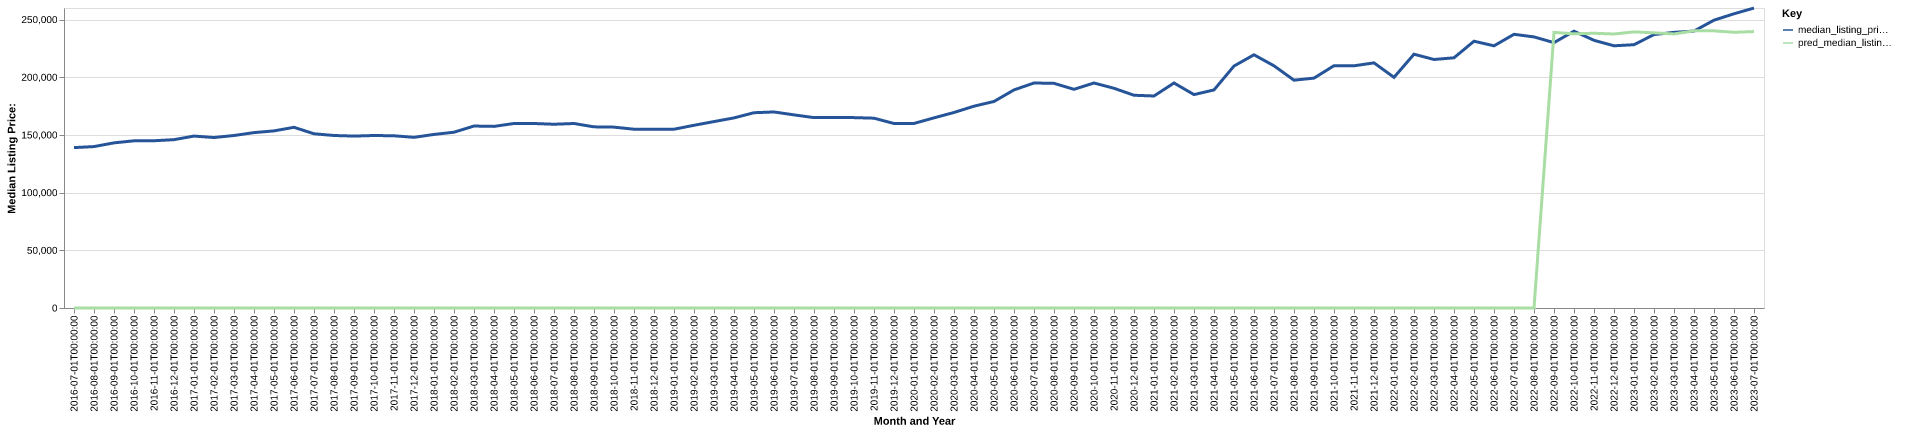 Median Listing Price:
250,000
200,000
150,000
100,000
50,000
0
2016-07-01T00:00:00
2016-08-01T00:00:00
2016-09-01T00:00:00
2016-10-01T00:00:00
2016-11-01T00:00:00
2016-12-01T00:00:00
2017-01-01T00:00:00
2017-02-01T00:00:00
2017-03-01T00:00:00
2017-04-01T00:00:00
2017-05-01T00:00:00
2017-06-01T00:00:00
2017-07-01T00:00:00
2017-08-01T00:00:00
2017-09-01T00:00:00
2017-10-01T00:00:00
2017-11-01T00:00:00
2017-12-01T00:00:00
2018-01-01T00:00:00
2018-02-01T00:00:00
2018-03-01T00:00:00
2018-04-01T00:00:00
2018-05-01T00:00:00
2018-06-01T00:00:00
2018-07-01T00:00:00
2018-08-01T00:00:00
2018-09-01T00:00:00
2018-10-01T00:00:00
2018-11-01T00:00:00
2018-12-01T00:00:00
2019-01-01T00:00:00
2019-02-01T00:00:00
2019-03-01T00:00:00
2019-04-01T00:00:00
2019-05-01T00:00:00
2019-06-01T00:00:00
2019-07-01T00:00:00
2019-08-01T00:00:00
2019-09-01T00:00:00
2019-10-01T00:00:00
2019-11-01T00:00:00
2019-12-01T00:00:00
2020-01-01T00:00:00
2020-02-01T00:00:00
2020-03-01T00:00:00
2020-04-01T00:00:00
2020-05-01T00:00:00
2020-06-01T00:00:00
2020-07-01T00:00:00
2020-08-01T00:00:00
2020-09-01T00:00:00
2020-10-01T00:00:00
2020-11-01T00:00:00
2020-12-01T00:00:00
2021-01-01T00:00:00
2021-02-01T00:00:00
2021-03-01T00:00:00
2021-04-01T00:00:00
2021-05-01T00:00:00
2021-06-01T00:00:00
2021-07-01T00:00:00
2021-08-01T00:00:00
2021-09-01T00:00:00
2021-10-01T00:00:00
2021-11-01T00:00:00
2021-12-01T00:00:00
2022-01-01T00:00:00
2022-02-01T00:00:00
2022-03-01T00:00:00
2022-04-01T00:00:00
2022-05-01T00:00:00
2022-06-01T00:00:00
2022-07-01T00:00:00
2022-08-01T00:00:00
2022-09-01T00:00:00
2022-10-01T00:00:00
2022-11-01T00:00:00
2022-12-01T00:00:00
2023-01-01T00:00:00
2023-02-01T00:00:00
2023-03-01T00:00:00
2023-04-01T00:00:00
2023-05-01T00:00:00
2023-06-01T00:00:00
2023-07-01T00:00:00
Month and Year
Key
median_listing_pri…
pred_median_listin…